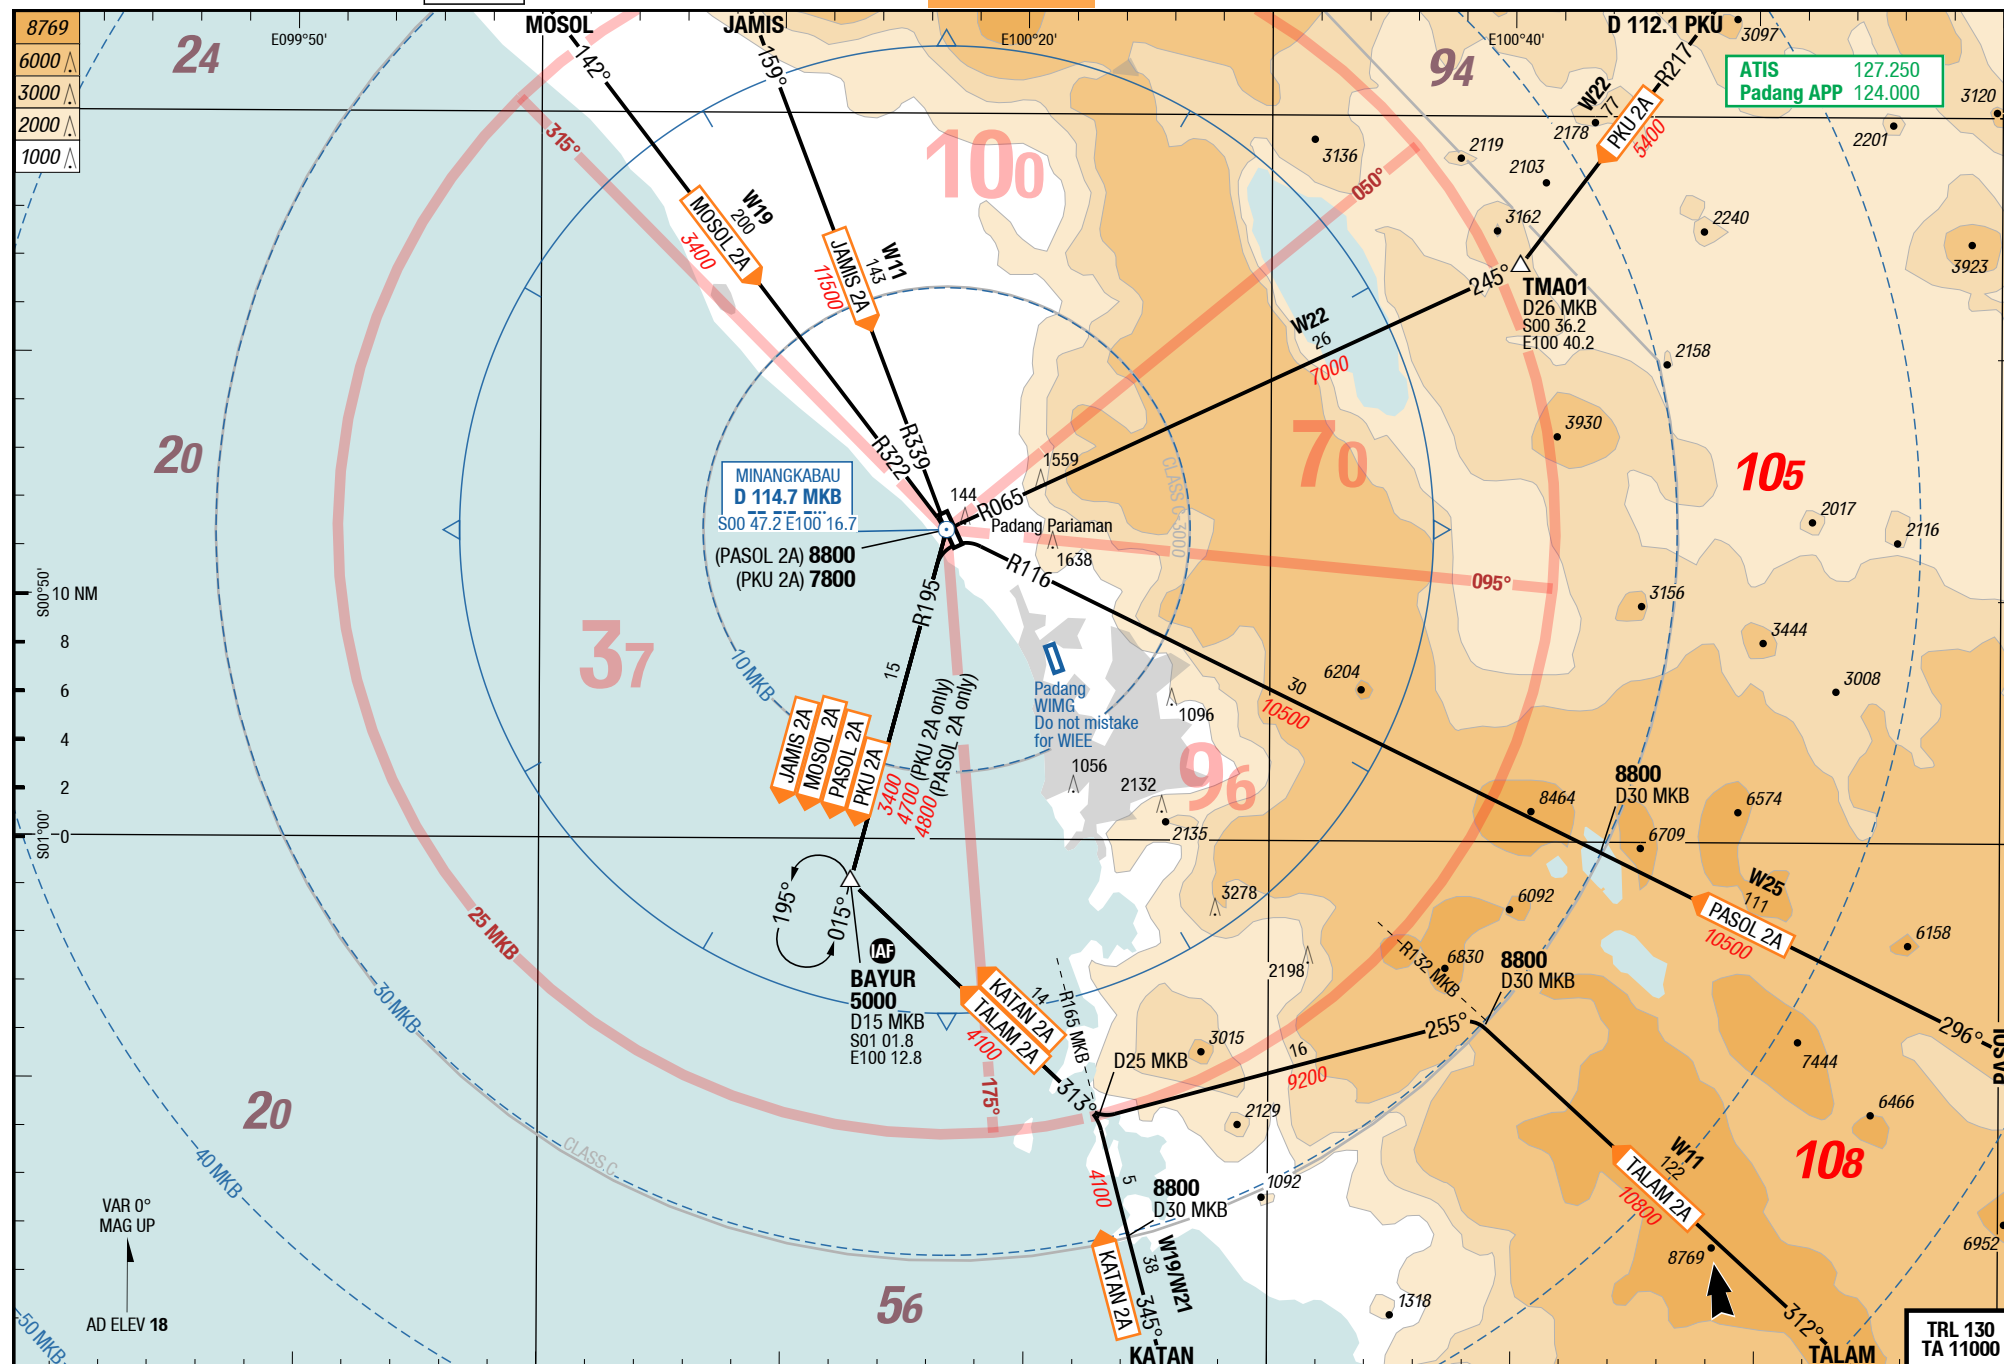 8769
6000
3000
2000
1000
24
E099°50'
MOSOL
JAMIS
E100°20'
94
E100°40'
D 112.1 PKU
3097
ATIS 127.250
Padang APP 124.000
3120
2201
142°
159°
R217
W22
77
PKU 2A
5400
2178
2119
2103
3136
315°
100
050°
W19
200
MOSOL 2A
3400
W11
143
JAMIS 2A
11500
3162
2240
3923
245°
TMA01
D26 MKB
S00 36.2
E100 40.2
W22
26
7000
2158
20
R322
R339
3930
70
105
MINANGKABAU
D 114.7 MKB
S00 47.2 E100 16.7
144
1559
R065
CLASS C 3000
Padang Pariaman
1638
2017
2116
(PASOL 2A) 8800
(PKU 2A) 7800
R116
095°
S00°50'
10 NM
8
6
4
2
0
S01°00'
R195
15
37
3156
3444
3008
10 MKB
Padang
WIMG
Do not mistake
for WIEE
6204
30
10500
1096
96
JAMIS 2A
MOSOL 2A
PASOL 2A
PKU 2A
3400
4700 (PKU 2A only)
4800 (PASOL 2A only)
1056
2132
2135
8464
8800
D30 MKB
6574
6709
195°
015°
IAF
BAYUR
5000
D15 MKB
S01 01.8
E100 12.8
25 MKB
3278
6092
W25
111
PASOL 2A
10500
6158
30 MKB
KATAN 2A
TALAM 2A
14
4100
R165 MKB
2198
R132 MKB
6830
8800
D30 MKB
255°
296°
PASOL
3015
16
9200
D25 MKB
313°
175°
7444
6466
20
2129
CLASS C
40 MKB
108
W11
122
TALAM 2A
10800
4100
5
8800
D30 MKB
1092
VAR 0°
MAG UP
AD ELEV 18
56
KATAN 2A
W19/W21
38
345°
KATAN
8769
6952
1318
50 MKB
312°
TALAM
TRL 130
TA 11000